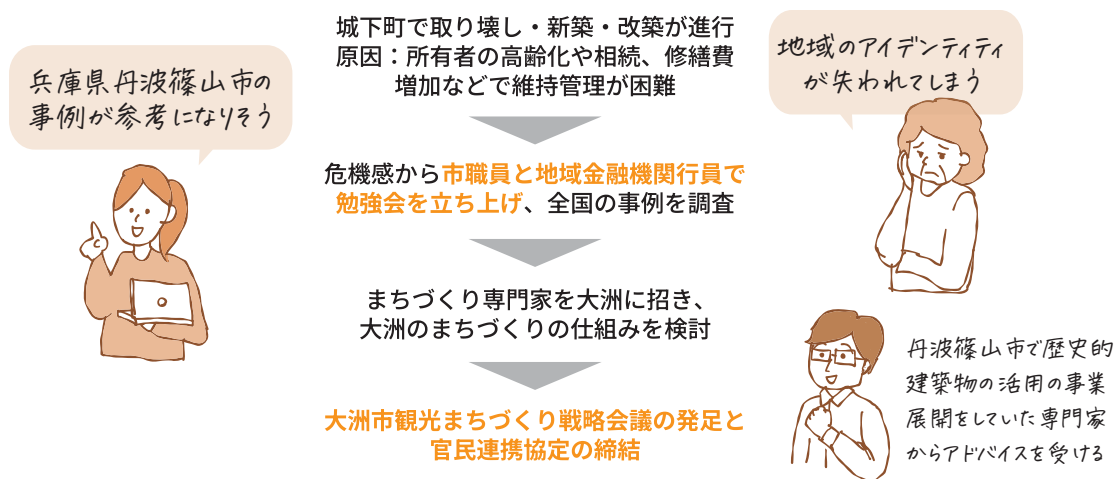 城下町で取り壊し・新築・改築が進行
原因：所有者の高齢化や相続、修繕費
増加などで維持管理が困難
地域のアイデンティティ
が失われてしまう
兵庫県丹波篠山市の
事例が参考になりそう
危機感から市職員と地域金融機関行員で
勉強会を立ち上げ、全国の事例を調査
まちづくり専門家を大洲に招き、
大洲のまちづくりの仕組みを検討
丹波篠山市で歴史的
建築物の活用の事業
展開をしていた専門家
からアドバイスを受ける
大洲市観光まちづくり戦略会議の発足と
官民連携協定の締結